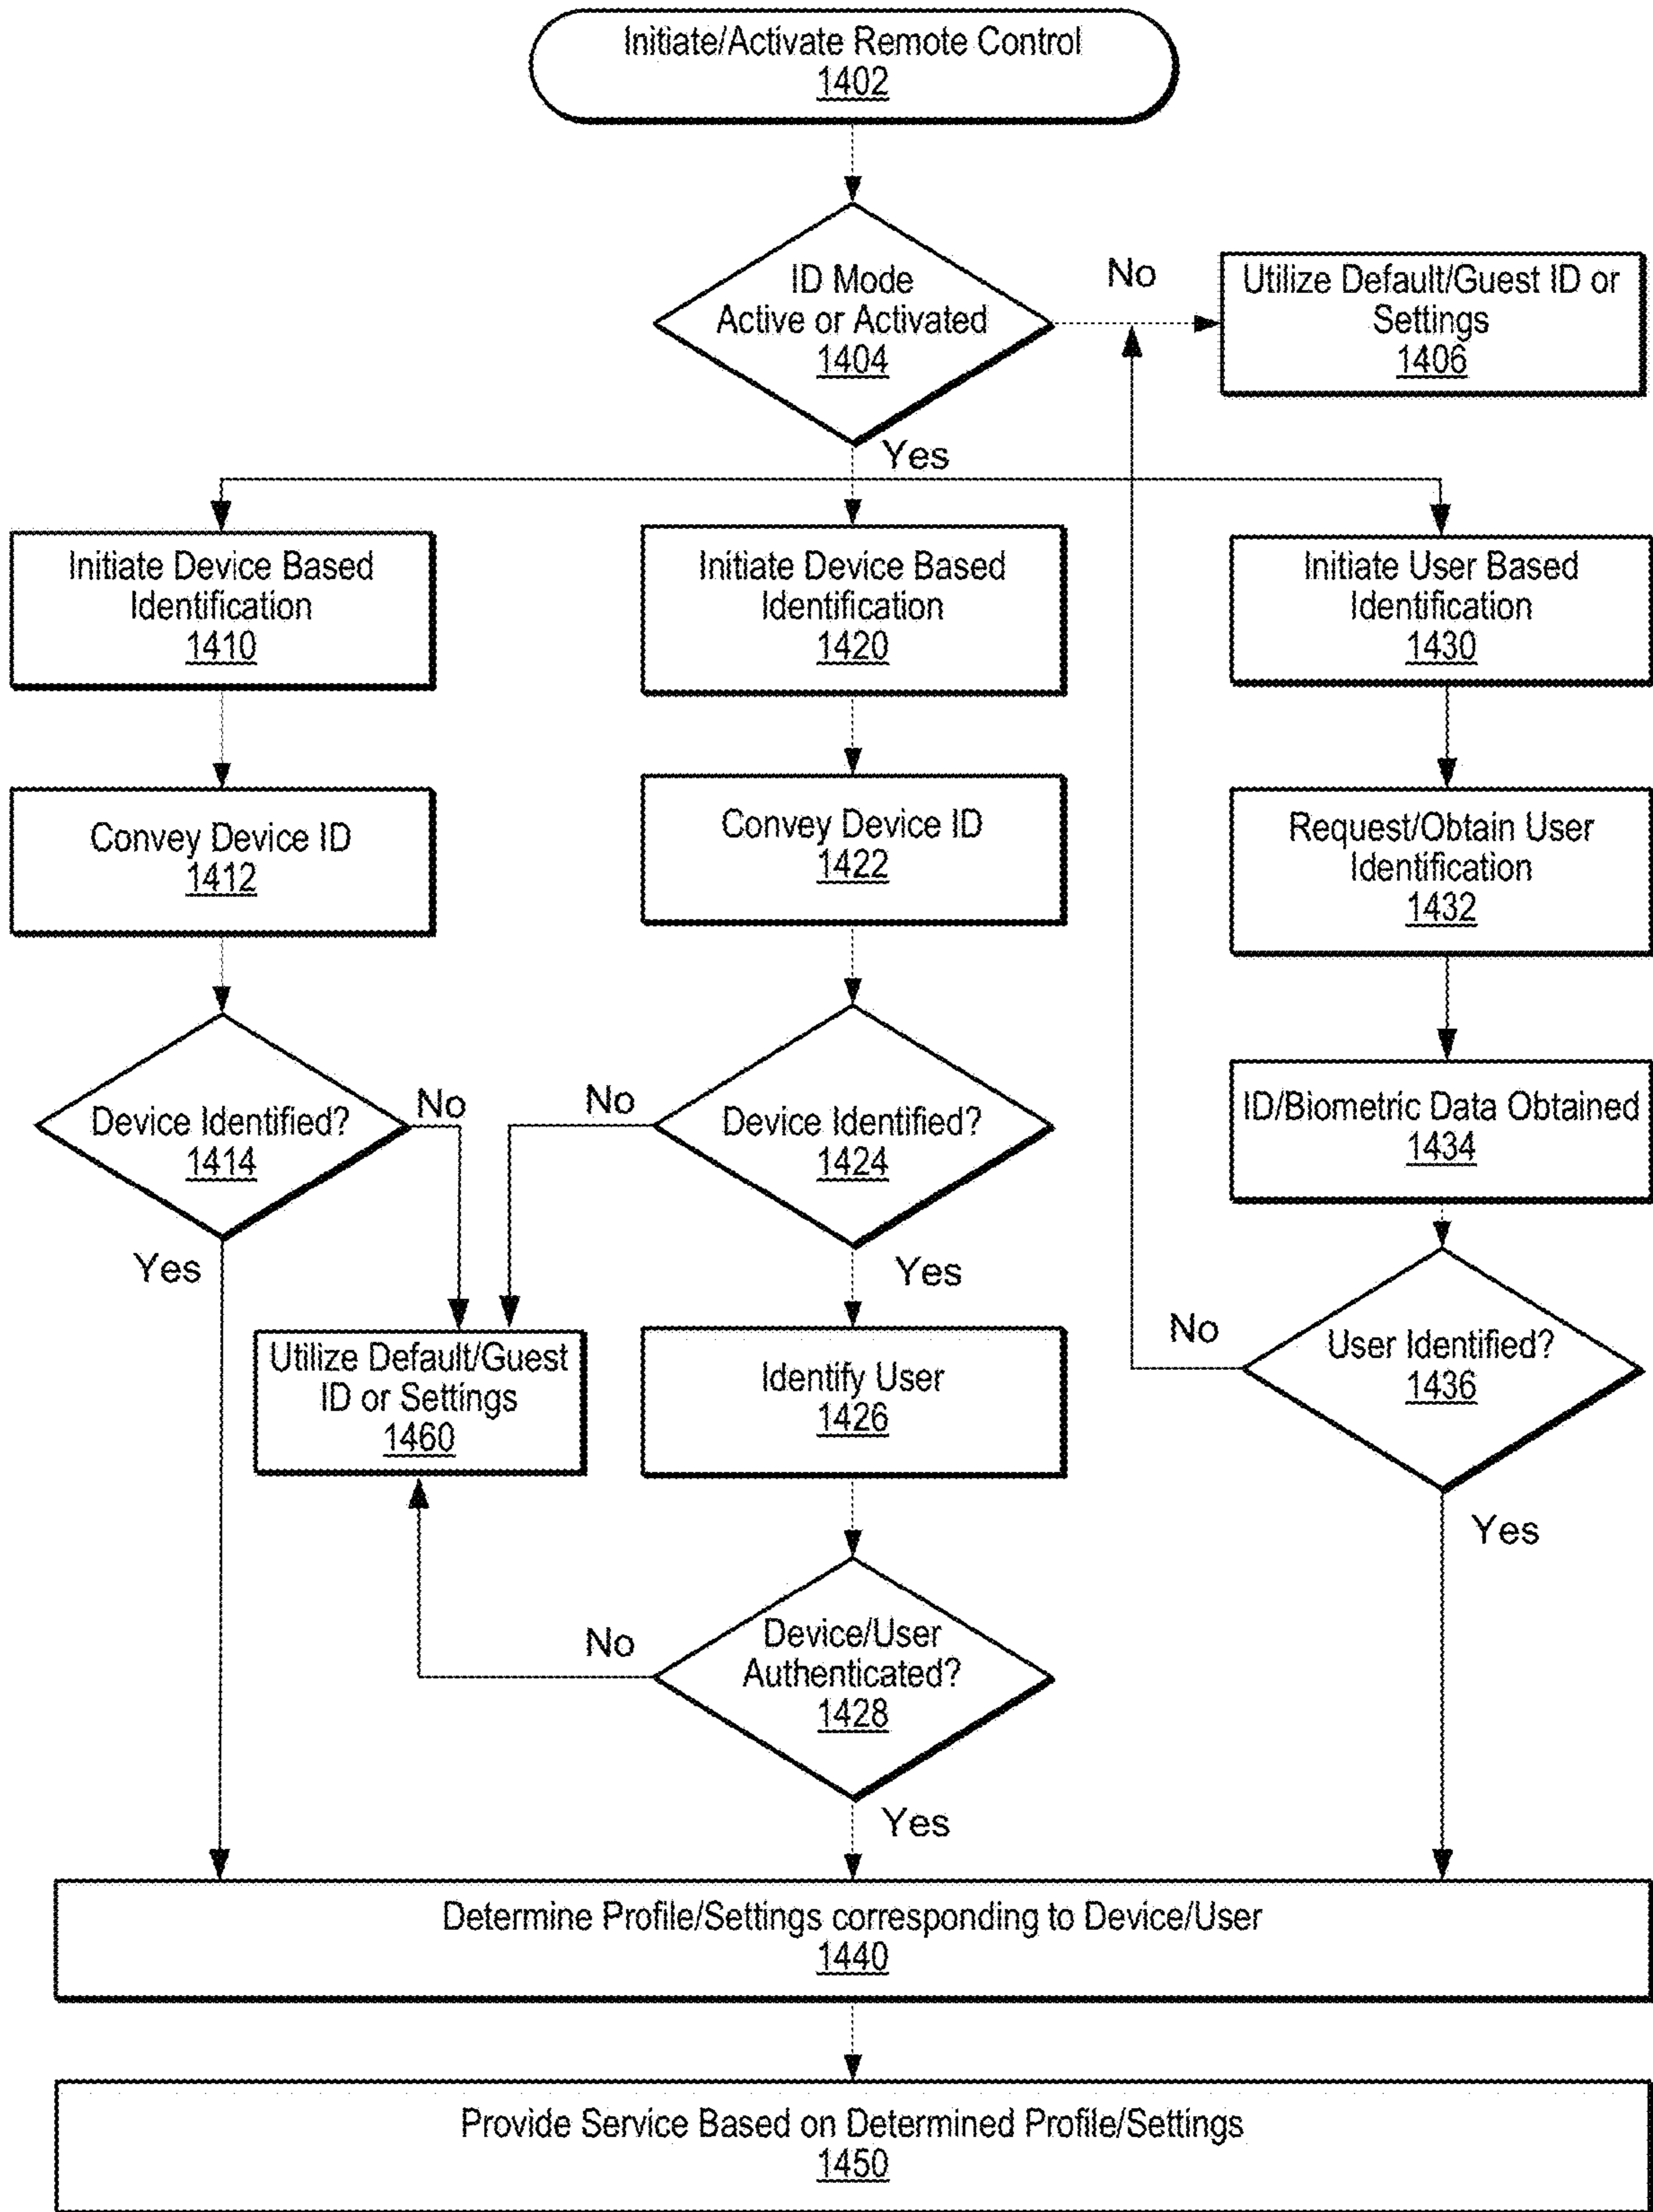 Initiate/Activate Remote Control
1402
ID Mode
Active or Activated
1404
No
Utilize Default/Guest ID or
Settings
1406
Yes
Initiate Device Based
Identification
1410
Initiate Device Based
Identification
1420
Initiate User Based
Identification
1430
Convey Device ID
1412
Convey Device ID
1422
Request/Obtain User
Identification
1432
Device Identified?
1414
No
Yes
No
Device Identified?
1424
Yes
ID/Biometric Data Obtained
1434
Utilize Default/Guest
ID or Settings
1460
Identify User
1426
No
User Identified?
1436
Yes
No
Device/User
Authenticated?
1428
Yes
Determine Profile/Settings corresponding to Device/User
1440
Provide Service Based on Determined Profile/Settings
1450